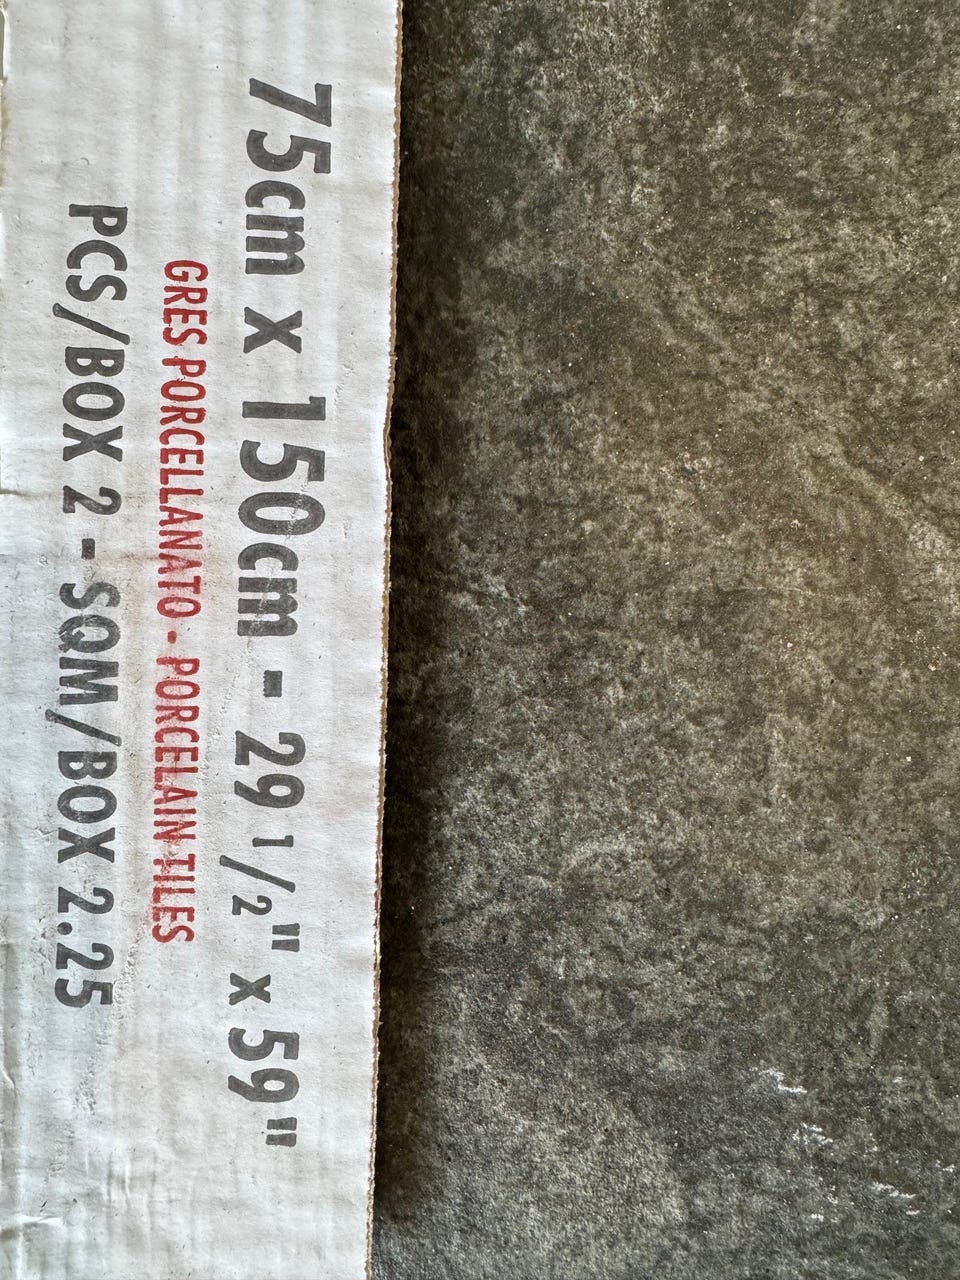 75cm x 150cm - 29 1/2" x 59"
GRES PORCELLANATO - PORCELAIN TILES
PCS/BOX 2 - SQM/BOX 2.25